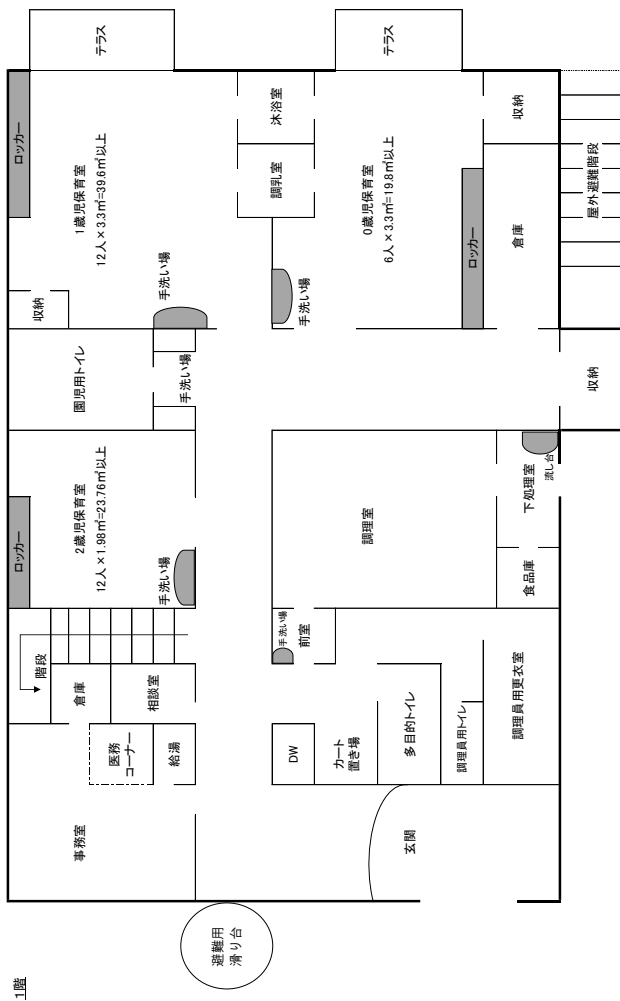 1階
事務室
医務
コーナー
給湯
倉庫
相談室
階段
ロッカー
2歳児保育室
12人×1.98㎡=23.76㎡以上
手洗い場
園児用トイレ
手洗い場
収納
ロッカー
1歳児保育室
12人×3.3㎡=39.6㎡以上
手洗い場
テラス
避難用
滑り台
調乳室
沐浴室
DW
カート
置き場
多目的トイレ
調理員用トイレ
調理員用更衣室
手洗い場
前室
玄関
調理室
食品庫
下処理室
流し台
手洗い場
0歳児保育室
6人×3.3㎡=19.8㎡以上
ロッカー
テラス
倉庫
収納
収納
屋外避難階段